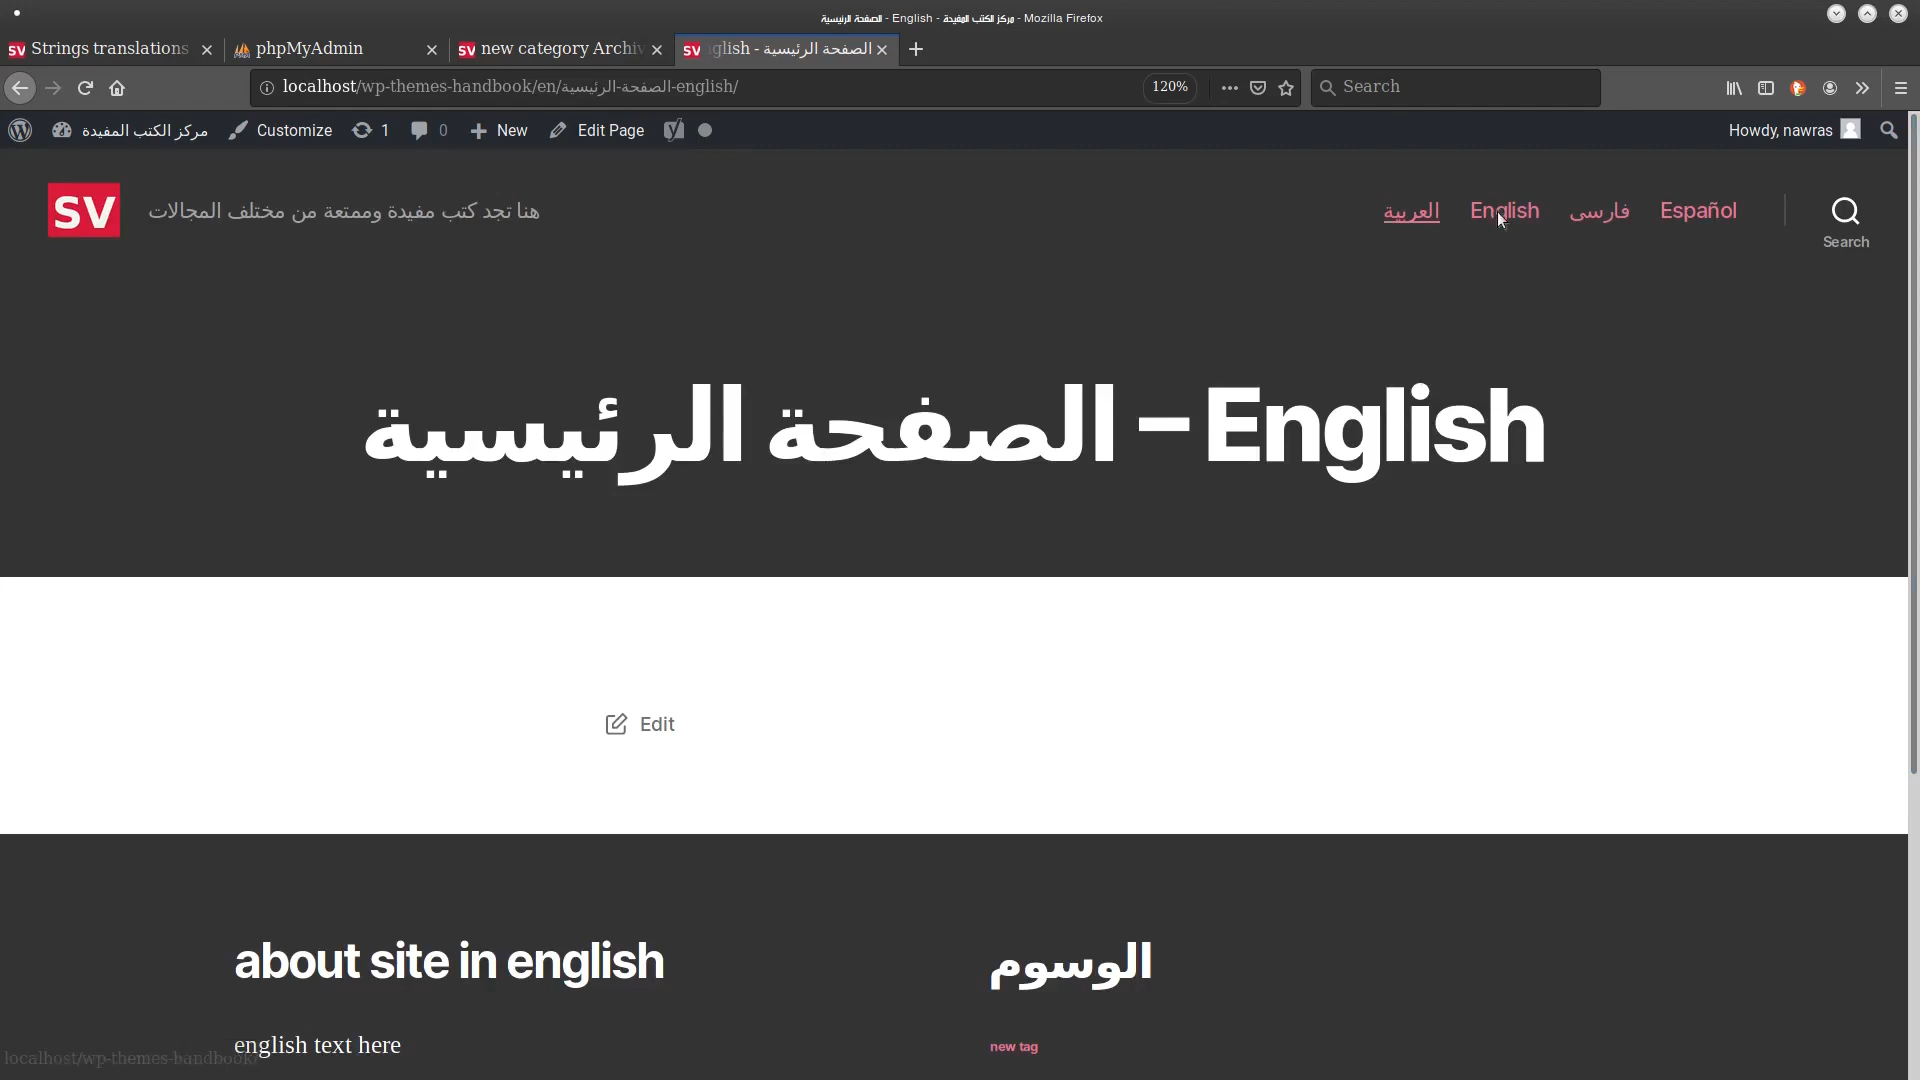 الصفحة الرئيسية - English - مركز الكتب المفيدة - Mozilla Firefox
Strings translations
phpMyAdmin
new category Archiv
glish - الصفحة الرئيسية
localhost/wp-themes-handbook/en/الصفحة-الرئيسية-english/
120%
Search
مركز الكتب المفيدة
Customize
1
0
New
Edit Page
Howdy, nawras
SV
هنا تجد كتب مفيدة وممتعة من مختلف المجالات
العربية
English
فارسی
Español
Search
الصفحة الرئيسية – English
Edit
about site in english
الوسوم
english text here
new tag
localhost/wp-themes-handbook/